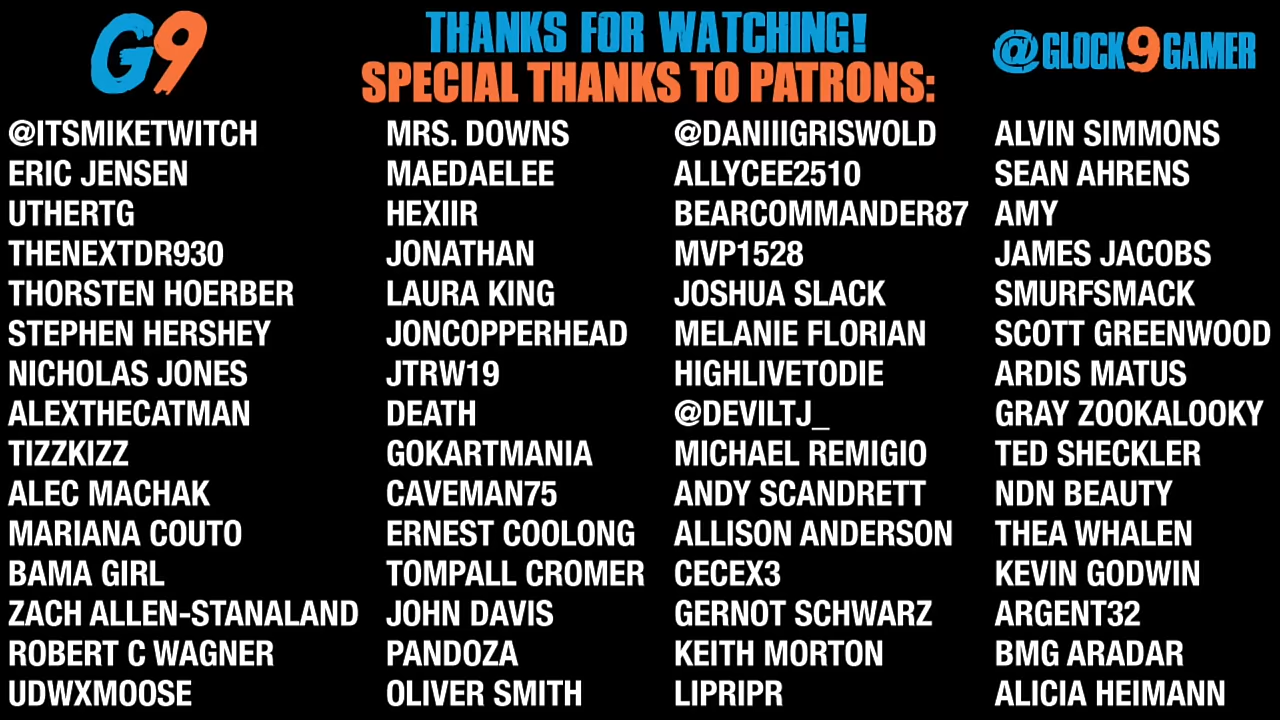 G9
THANKS FOR WATCHING!
SPECIAL THANKS TO PATRONS:
@GLOCK9GAMER
@ITSMIKETWITCH
ERIC JENSEN
UTHERTG
THENEXTDR930
THORSTEN HOERBER
STEPHEN HERSHEY
NICHOLAS JONES
ALEXTHECATMAN
TIZZKIZZ
ALEC MACHAK
MARIANA COUTO
BAMA GIRL
ZACH ALLEN-STANALAND
ROBERT C WAGNER
UDWXMOOSE
MRS. DOWNS
MAEDAELEE
HEXIIR
JONATHAN
LAURA KING
JONCOPPERHEAD
JTRW19
DEATH
GOKARTMANIA
CAVEMAN75
ERNEST COOLONG
TOMPALL CROMER
JOHN DAVIS
PANDOZA
OLIVER SMITH
@DANIIIGRISWOLD
ALLYCEE2510
BEARCOMMANDER87
MVP1528
JOSHUA SLACK
MELANIE FLORIAN
HIGHLIVETODIE
@DEVILTJ_
MICHAEL REMIGIO
ANDY SCANDRETT
ALLISON ANDERSON
CECEX3
GERNOT SCHWARZ
KEITH MORTON
LIPRIPR
ALVIN SIMMONS
SEAN AHRENS
AMY
JAMES JACOBS
SMURFSMACK
SCOTT GREENWOOD
ARDIS MATUS
GRAY ZOOKALOOKY
TED SHECKLER
NDN BEAUTY
THEA WHALEN
KEVIN GODWIN
ARGENT32
BMG ARADAR
ALICIA HEIMANN